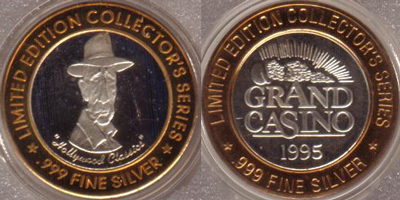 LIMITED EDITION COLLECTOR'S SERIES
"Hollywood Classics"
★ .999 FINE SILVER ★
LIMITED EDITION COLLECTOR'S SERIES
GRAND
CASINO
1995
★ .999 FINE SILVER ★